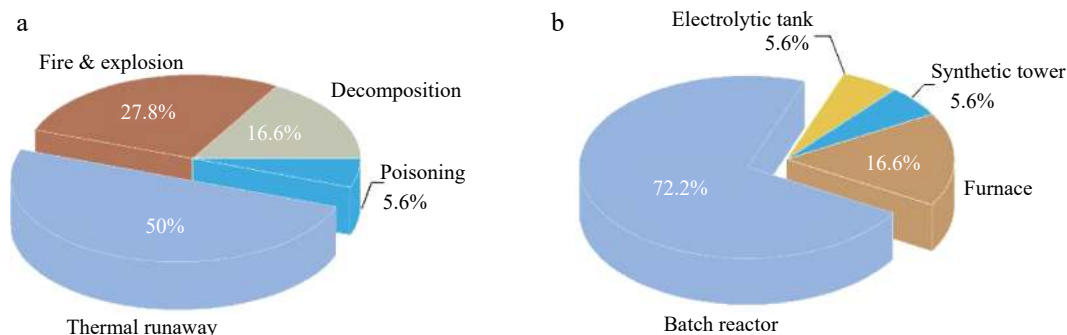 a
Fire & explosion
27.8%
Decomposition
16.6%
Poisoning
5.6%
50%
Thermal runaway
b
Electrolytic tank
5.6%
Synthetic tower
5.6%
16.6%
Furnace
72.2%
Batch reactor